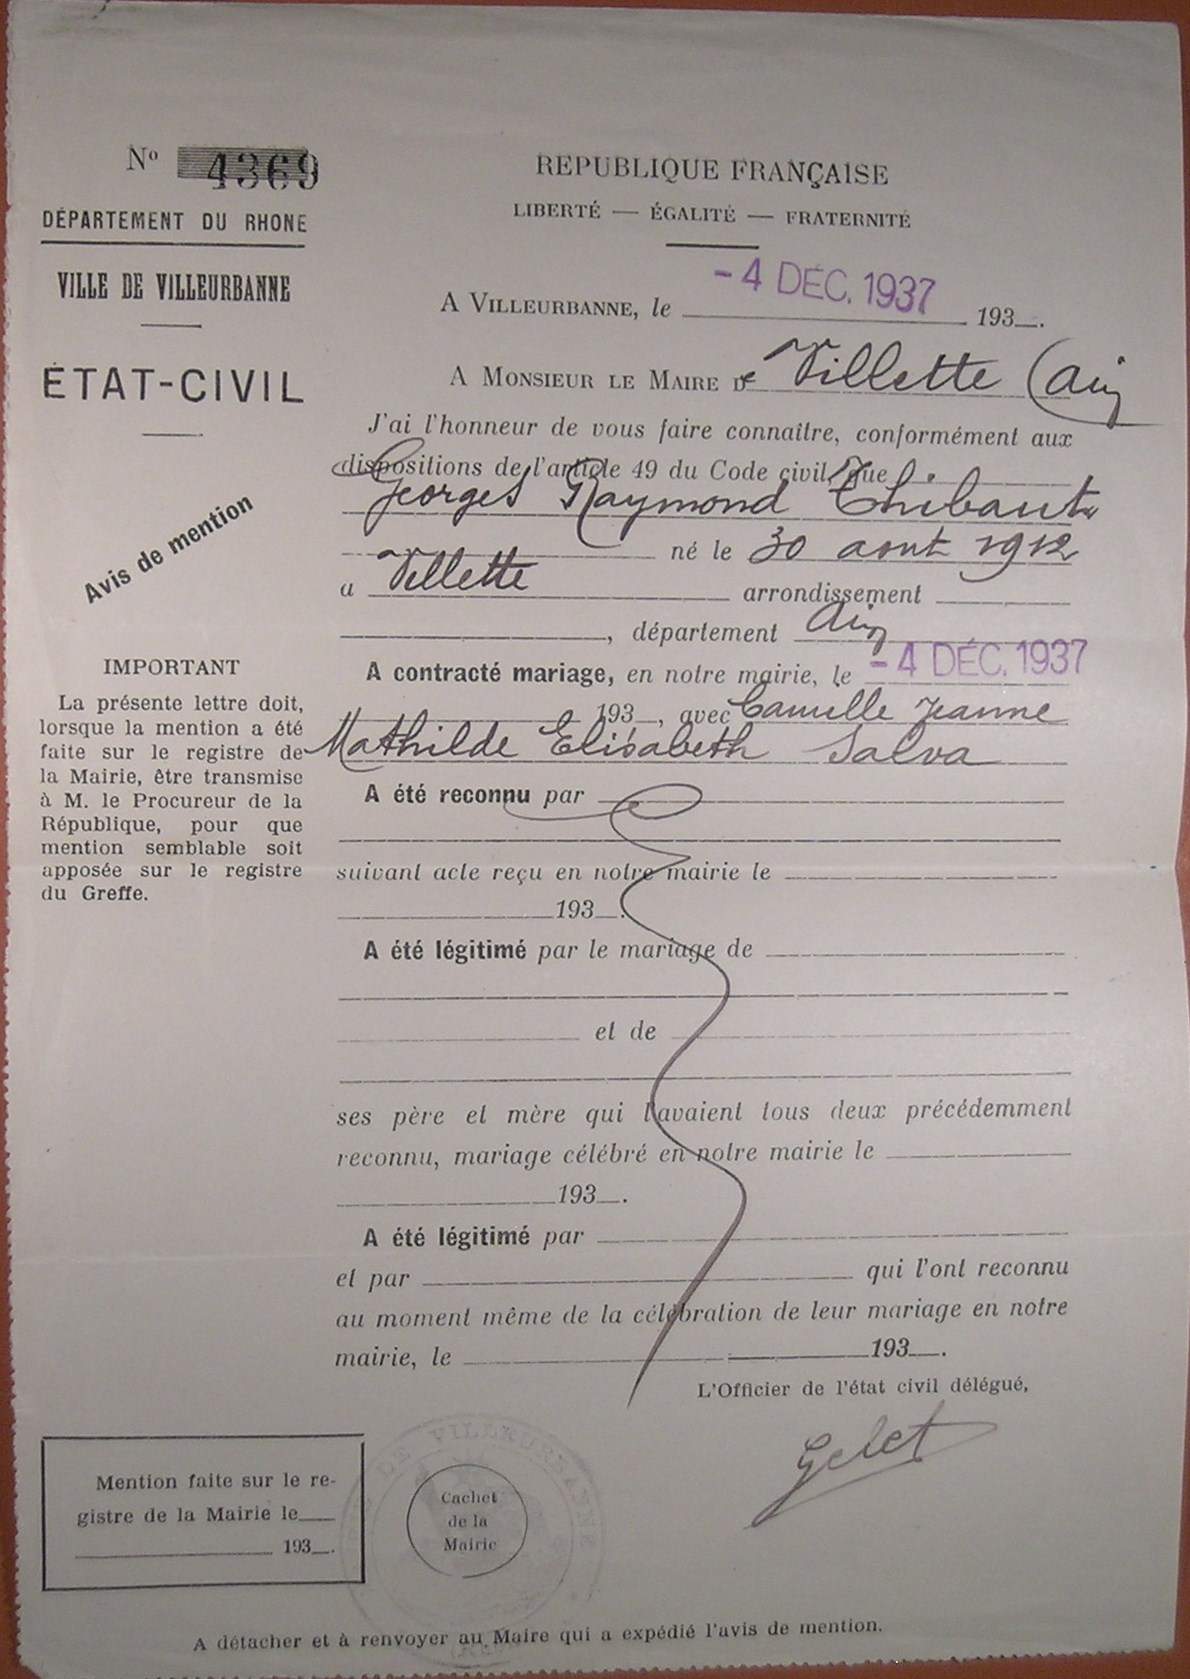 Nº 4369
DÉPARTEMENT DU RHONE
VILLE DE VILLEURBANNE
ÉTAT-CIVIL
Avis de mention
IMPORTANT
La présente lettre doit,
lorsque la mention a été
faite sur le registre de
la Mairie, être transmise
à M. le Procureur de la
République, pour que
mention semblable soit
apposée sur le registre
du Greffe.
REPUBLIQUE FRANÇAISE
LIBERTÉ — ÉGALITÉ — FRATERNITÉ
A VILLEURBANNE, le - 4 DÉC. 1937 193 .
A MONSIEUR LE MAIRE De Villette (Ain
J'ai l'honneur de vous faire connaître, conformément aux
dispositions de l'article 49 du Code civil, que
Georges Raymond Thibaut
né le 30 aout 1912
a Villette arrondissement
, département Ain
A contracté mariage, en notre mairie, le - 4 DÉC. 1937
193 , avec Camille Jeanne
Mathilde Elisabeth Salva
A été reconnu par
suivant acte reçu en notre mairie le
193 .
A été légitimé par le mariage de
et de
ses père et mère qui l'avaient tous deux précédemment
reconnu, mariage célébré en notre mairie le
193 .
A été légitimé par
et par qui l'ont reconnu
au moment même de la célébration de leur mariage en notre
mairie, le 193 .
L'Officier de l'état civil délégué,
Gelet
Mention faite sur le re-
gistre de la Mairie le
193 .
DE VILLEURBANNE
Cachet
de la
Mairie
A détacher et à renvoyer au Maire qui a expédié l'avis de mention.